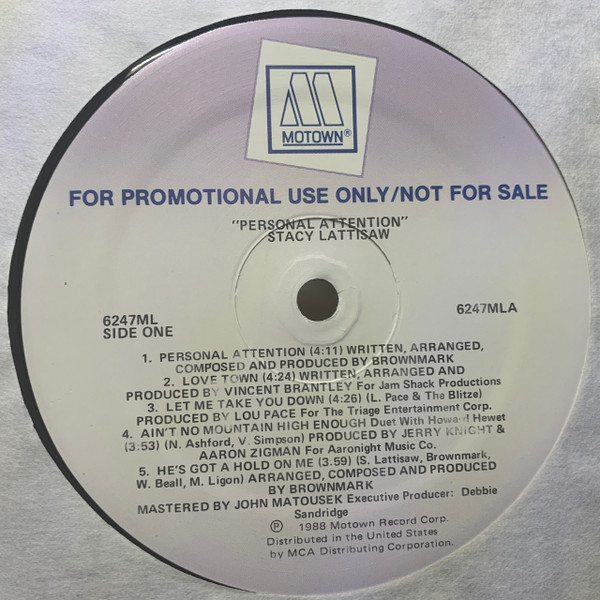 MOTOWN®
FOR PROMOTIONAL USE ONLY/NOT FOR SALE
"PERSONAL ATTENTION"
STACY LATTISAW
6247ML
SIDE ONE
6247MLA
1. PERSONAL ATTENTION (4:11) WRITTEN, ARRANGED,
COMPOSED AND PRODUCED BY BROWNMARK
2. LOVE TOWN (4:24) WRITTEN, ARRANGED AND
PRODUCED BY VINCENT BRANTLEY For Jam Shack Productions
3. LET ME TAKE YOU DOWN (4:26) (L. Pace & The Blitze)
PRODUCED BY LOU PACE For The Triage Entertainment Corp.
4. AIN'T NO MOUNTAIN HIGH ENOUGH Duet With Howard Hewet
(3:53) (N. Ashford, V. Simpson) PRODUCED BY JERRY KNIGHT &
AARON ZIGMAN For Aaronight Music Co.
5. HE'S GOT A HOLD ON ME (3:59) (S. Lattisaw, Brownmark,
W. Beall, M. Ligon) ARRANGED, COMPOSED AND PRODUCED
BY BROWNMARK
MASTERED BY JOHN MATOUSEK Executive Producer: Debbie
Sandridge
℗ 1988 Motown Record Corp.
Distributed in the United States
by MCA Distributing Corporation.